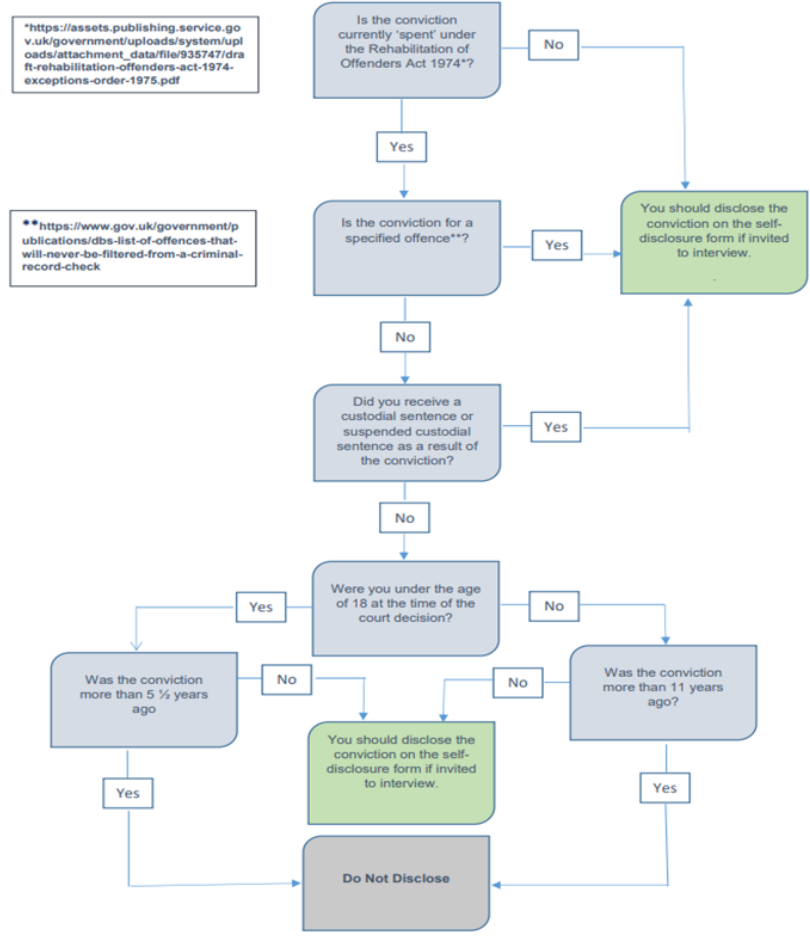 *https://assets.publishing.service.go
v.uk/government/uploads/system/upl
oads/attachment_data/file/935747/dra
ft-rehabilitation-offenders-act-1974-
exceptions-order-1975.pdf
Is the conviction
currently ‘spent’ under
the Rehabilitation of
Offenders Act 1974*?
No
Yes
**https://www.gov.uk/government/p
ublications/dbs-list-of-offences-that-
will-never-be-filtered-from-a-criminal-
record-check
Is the conviction for a
specified offence**?
Yes
You should disclose the
conviction on the self-
disclosure form if invited
to interview.
.
No
Did you receive a
custodial sentence or
suspended custodial
sentence as a result of
the conviction?
Yes
No
Were you under the age
of 18 at the time of the
court decision?
Yes
No
Was the conviction
more than 5 ½ years
ago
No
No
Was the conviction
more than 11 years
ago?
You should disclose the
conviction on the self-
disclosure form if invited
to interview.
Yes
Yes
Do Not Disclose